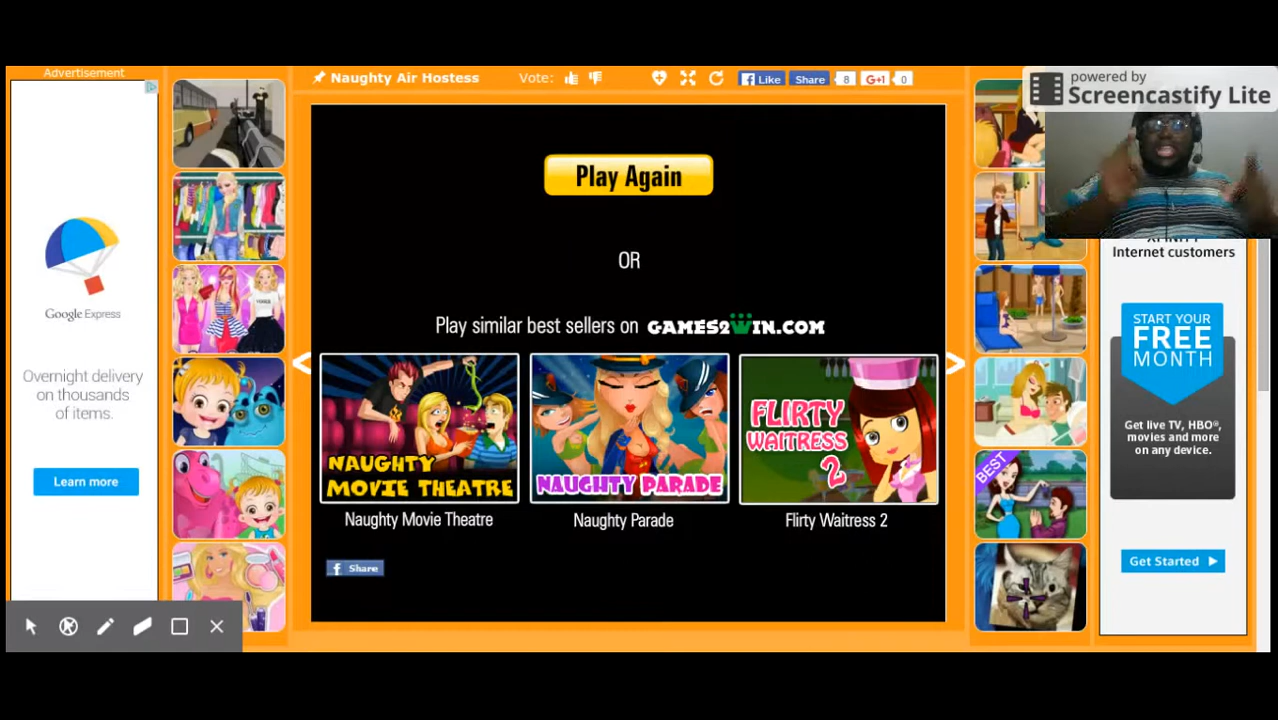 Advertisement
Naughty Air Hostess
Vote:
Like
Share
8
G+1
0
powered by
Screencastify Lite
Play Again
OR
Play similar best sellers on GAMES2WIN.COM
NAUGHTY
MOVIE THEATRE
NAUGHTY PARADE
FLIRTY
WAITRESS
2
Naughty Movie Theatre
Naughty Parade
Flirty Waitress 2
f Share
Google Express
Overnight delivery
on thousands
of items.
Learn more
BEST
XFINITY
Internet customers
START YOUR
FREE
MONTH
Get live TV, HBO®,
movies and more
on any device.
Get Started